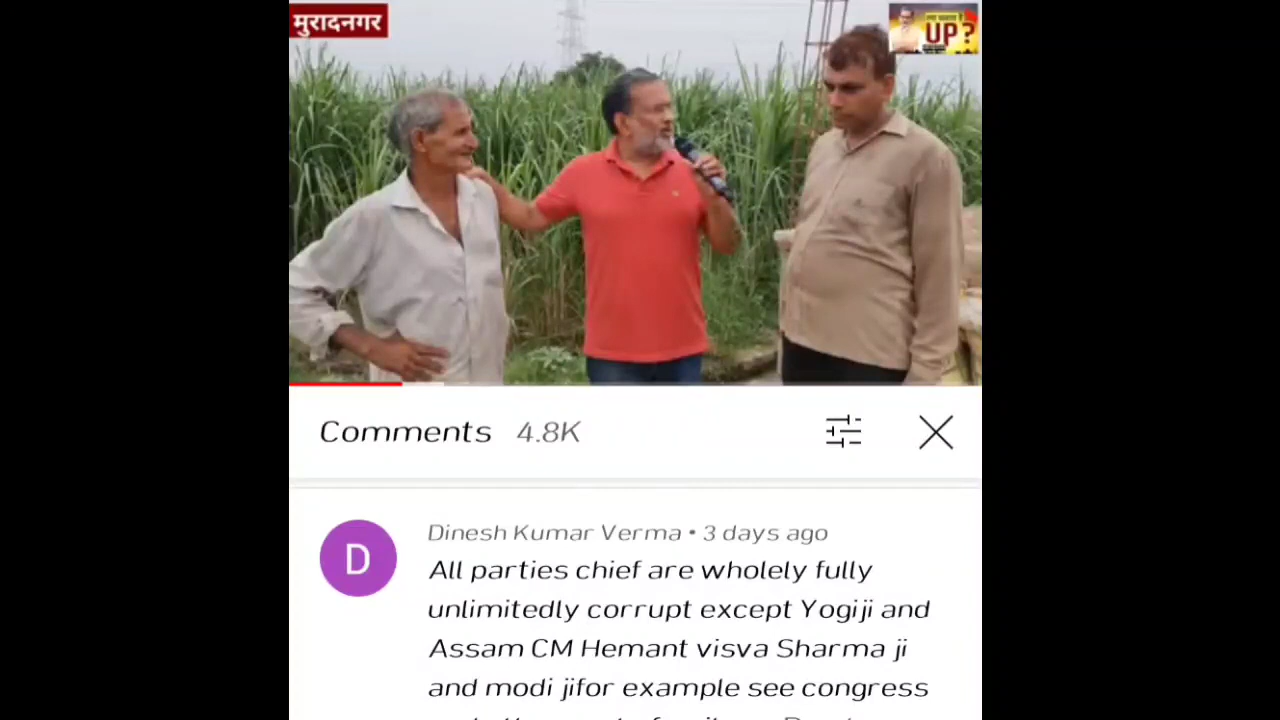 मुरादनगर
UP?
Comments 4.8K
D
Dinesh Kumar Verma • 3 days ago
All parties chief are wholely fully
unlimitedly corrupt except Yogiji and
Assam CM Hemant visva Sharma ji
and modi jifor example see congress